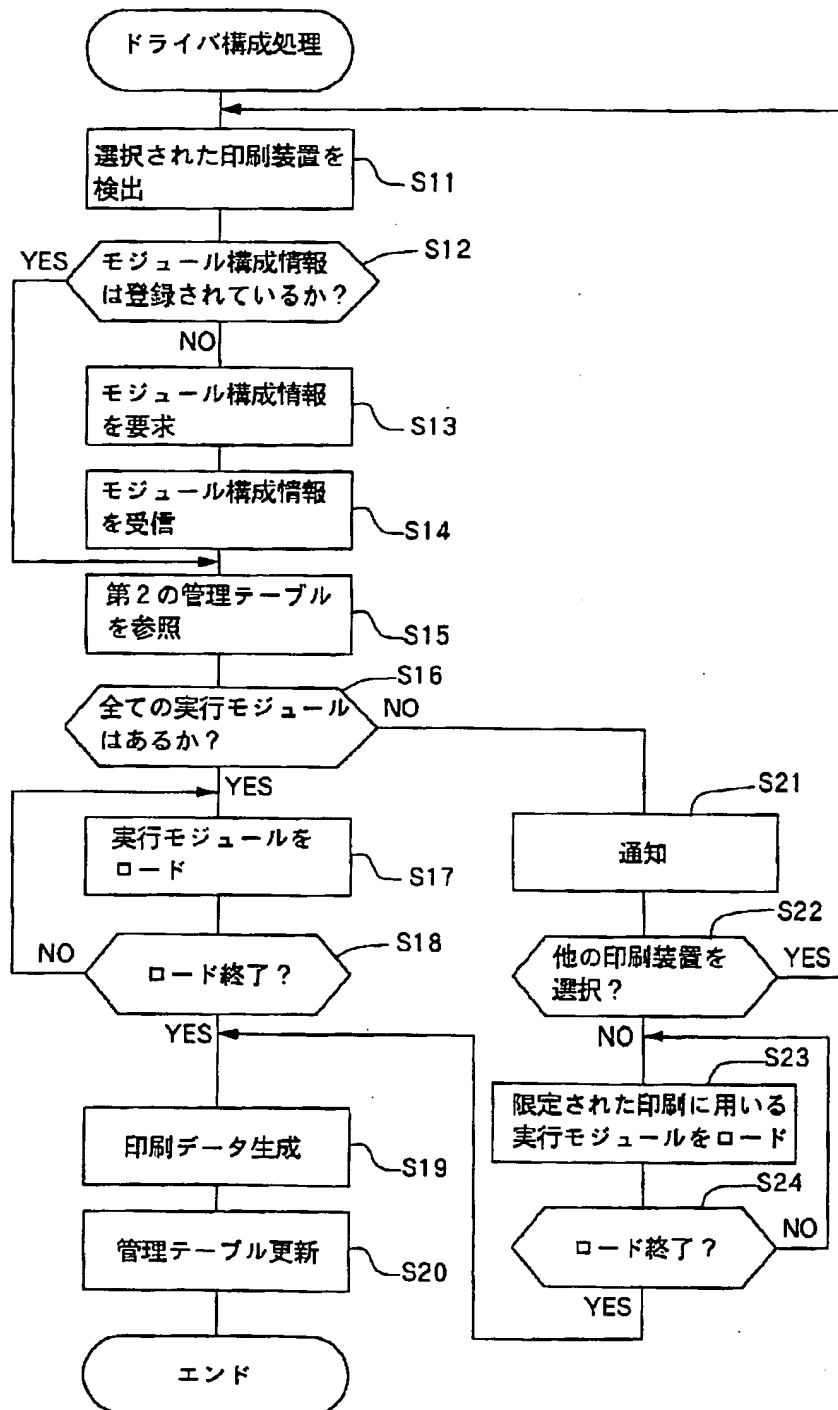 ドライバ構成処理
選択された印刷装置を
検出
S11
YES
モジュール構成情報
は登録されているか?
S12
NO
モジュール構成情報
を要求
S13
モジュール構成情報
を受信
S14
第2の管理テーブル
を参照
S15
S16
全ての実行モジュール
はあるか?
NO
YES
実行モジュールを
ロード
S17
NO
ロード終了?
S18
YES
印刷データ生成
S19
管理テーブル更新
S20
エンド
S21
通知
S22
他の印刷装置を
選択?
YES
NO
S23
限定された印刷に用いる
実行モジュールをロード
S24
ロード終了?
NO
YES